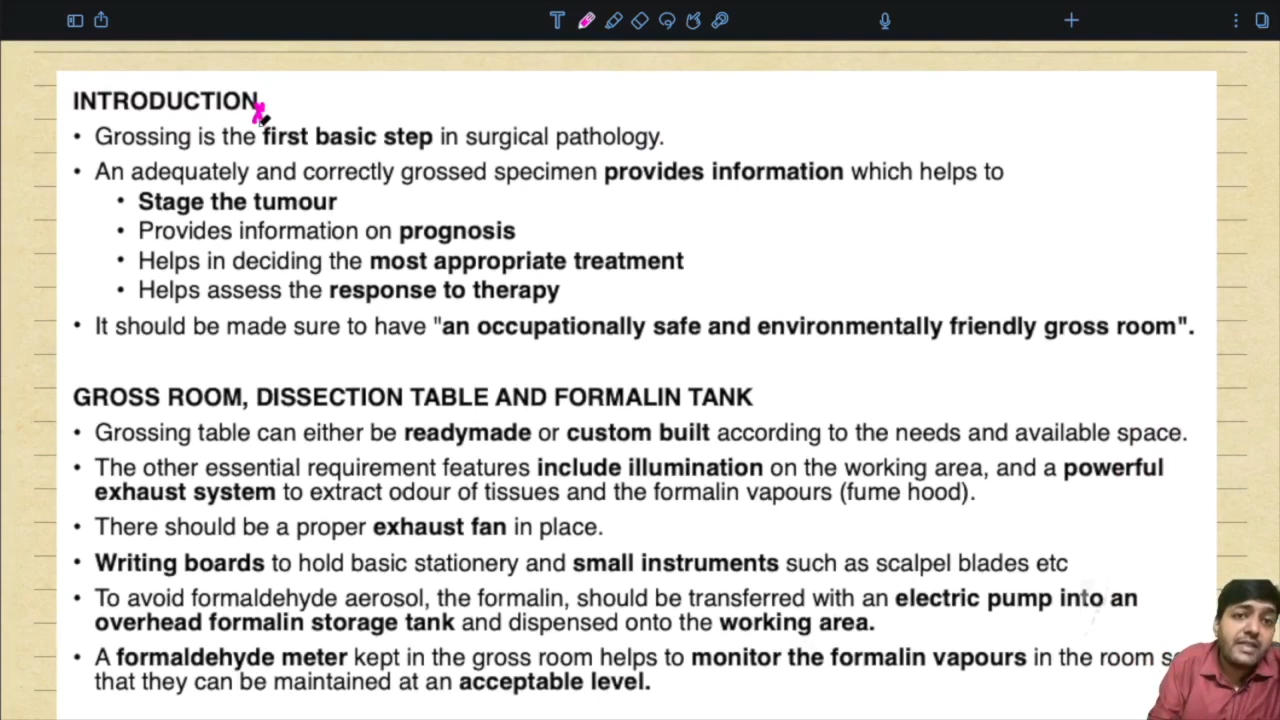 INTRODUCTION
• Grossing is the first basic step in surgical pathology.
• An adequately and correctly grossed specimen provides information which helps to
• Stage the tumour
• Provides information on prognosis
• Helps in deciding the most appropriate treatment
• Helps assess the response to therapy
• It should be made sure to have "an occupationally safe and environmentally friendly gross room".
GROSS ROOM, DISSECTION TABLE AND FORMALIN TANK
• Grossing table can either be readymade or custom built according to the needs and available space.
• The other essential requirement features include illumination on the working area, and a powerful
exhaust system to extract odour of tissues and the formalin vapours (fume hood).
• There should be a proper exhaust fan in place.
• Writing boards to hold basic stationery and small instruments such as scalpel blades etc
• To avoid formaldehyde aerosol, the formalin, should be transferred with an electric pump into an
overhead formalin storage tank and dispensed onto the working area.
• A formaldehyde meter kept in the gross room helps to monitor the formalin vapours in the room
that they can be maintained at an acceptable level.